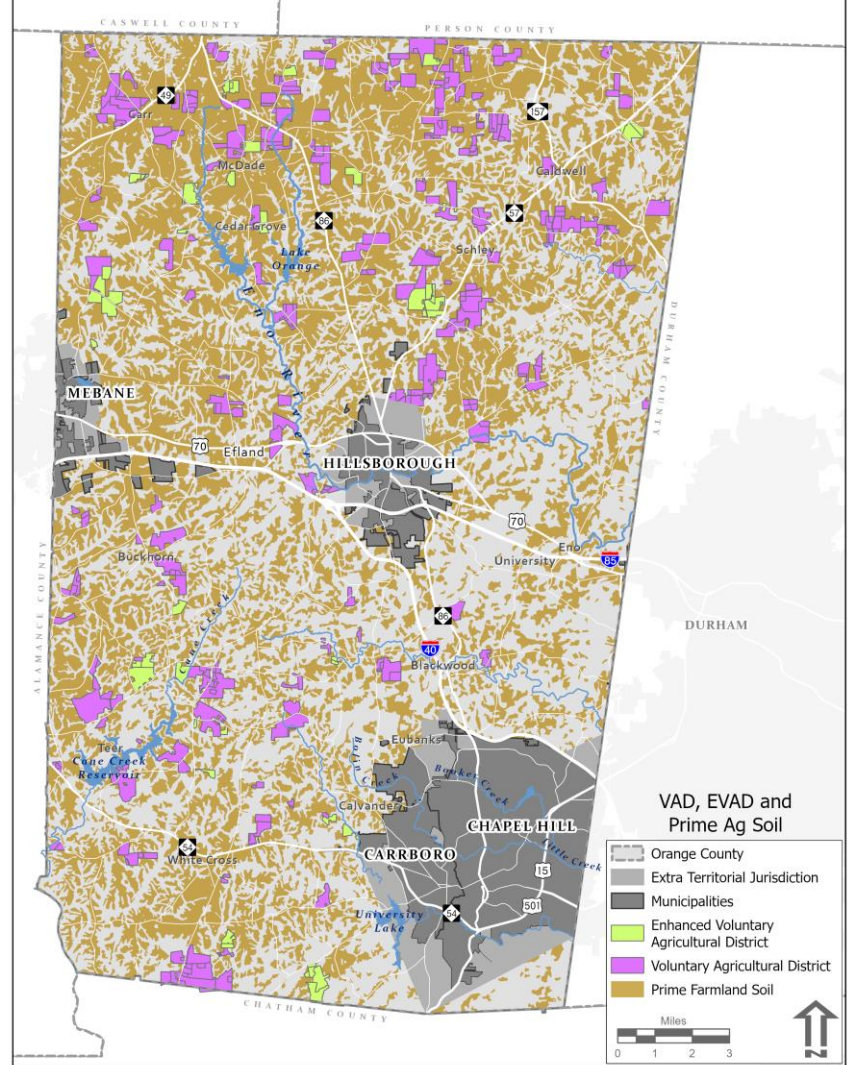 CASWELL COUNTY
PERSON COUNTY
49
Carr
157
McDade
Caldwell
86
57
Cedar Grove
Schley
Lake
Orange
Eno River
DURHAM COUNTY
MEBANE
70
Efland
HILLSBOROUGH
70
Eno
University
85
Buckhorn
ALAMANCE COUNTY
Cane Creek
86
DURHAM
40
Blackwood
Teer
Cane Creek
Reservoir
Eubanks
Bolin Creek
Booker Creek
Calvander
CHAPEL HILL
CARRBORO
Little Creek
54
White Cross
15
501
University
Lake
54
CHATHAM COUNTY
VAD, EVAD and
Prime Ag Soil
Orange County
Extra Territorial Jurisdiction
Municipalities
Enhanced Voluntary
Agricultural District
Voluntary Agricultural District
Prime Farmland Soil
Miles
0 1 2 3
N